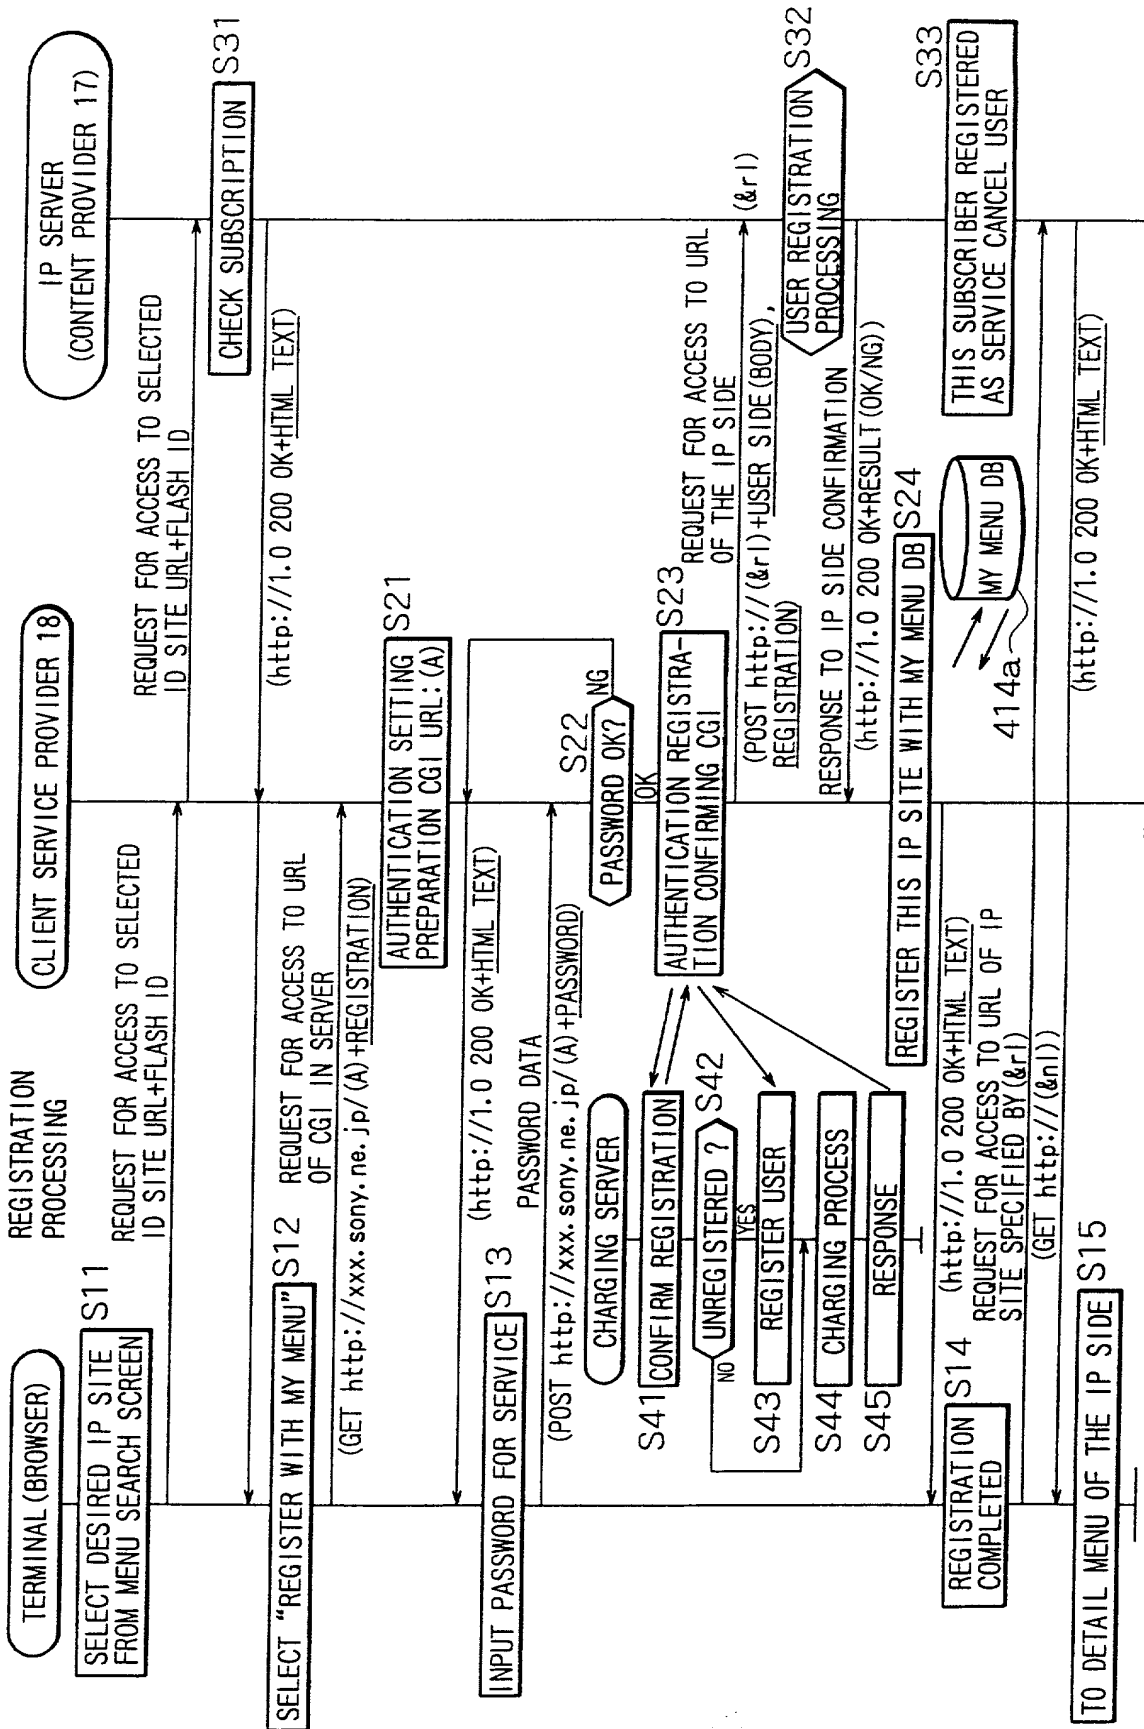 REGISTRATION
PROCESSING
TERMINAL(BROWSER)
CLIENT SERVICE PROVIDER 18
IP SERVER
(CONTENT PROVIDER 17)
SELECT DESIRED IP SITE
FROM MENU SEARCH SCREEN
S11
REQUEST FOR ACCESS TO SELECTED
ID SITE URL+FLASH ID
REQUEST FOR ACCESS TO SELECTED
ID SITE URL+FLASH ID
CHECK SUBSCRIPTION
S31
(http://1.0 200 OK+HTML TEXT)
SELECT "REGISTER WITH MY MENU"
S12
REQUEST FOR ACCESS TO URL
OF CGI IN SERVER
(GET http://xxx.sony.ne.jp/(A)+REGISTRATION)
AUTHENTICATION SETTING
PREPARATION CGI URL:(A)
S21
(http://1.0 200 OK+HTML TEXT)
INPUT PASSWORD FOR SERVICE
S13
PASSWORD DATA
(POST http://xxx.sony.ne.jp/(A)+PASSWORD)
S22
PASSWORD OK?
NG
OK
CHARGING SERVER
S41
CONFIRM REGISTRATION
AUTHENTICATION REGISTRA-
TION CONFIRMING CGI
S23
UNREGISTERED ?
S42
NO
YES
S43
REGISTER USER
S44
CHARGING PROCESS
S45
RESPONSE
REQUEST FOR ACCESS TO URL
OF THE IP SIDE
(POST http://(&rl)+USER SIDE(BODY),
REGISTRATION)
(&rl)
USER REGISTRATION
PROCESSING
S32
RESPONSE TO IP SIDE CONFIRMATION
(http://1.0 200 OK+RESULT(OK/NG))
REGISTER THIS IP SITE WITH MY MENU DB
S24
MY MENU DB
414a
THIS SUBSCRIBER REGISTERED
AS SERVICE CANCEL USER
S33
(http://1.0 200 OK+HTML TEXT)
REGISTRATION
COMPLETED
S14
REQUEST FOR ACCESS TO URL OF IP
SITE SPECIFIED BY(&rl)
(GET http://(&nl))
(http://1.0 200 OK+HTML TEXT)
TO DETAIL MENU OF THE IP SIDE
S15